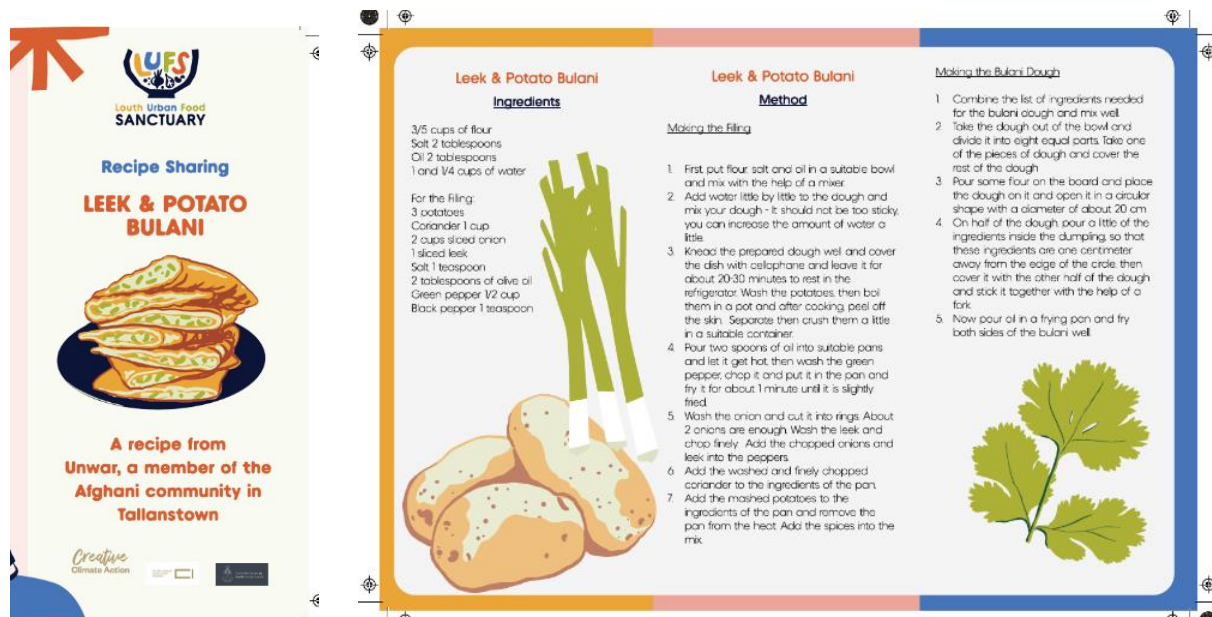 LUFS
Louth Urban Food
SANCTUARY
Recipe Sharing
LEEK & POTATO
BULANI
A recipe from
Unwar, a member of the
Afghani community in
Tallanstown
Creative
Climate Action
Leek & Potato Bulani
Ingredients
3/5 cups of flour
Salt 2 tablespoons
Oil 2 tablespoons
1 and 1/4 cups of water
For the Filling:
3 potatoes
Coriander 1 cup
2 cups sliced onion
1 sliced leek
Salt 1 teaspoon
2 tablespoons of olive oil
Green pepper 1/2 cup
Black pepper 1 teaspoon
Leek & Potato Bulani
Method
Making the Filling
1. First, put flour, salt and oil in a suitable bowl
and mix with the help of a mixer.
2. Add water little by little to the dough and
mix your dough - It should not be too sticky,
you can increase the amount of water a
little.
3. Knead the prepared dough well and cover
the dish with cellophane and leave it for
about 20-30 minutes to rest in the
refrigerator. Wash the potatoes, then boil
them in a pot and after cooking, peel off
the skin. Separate then crush them a little
in a suitable container.
4. Pour two spoons of oil into suitable pans
and let it get hot, then wash the green
pepper, chop it and put it in the pan and
fry it for about 1 minute until it is slightly
fried.
5. Wash the onion and cut it into rings. About
2 onions are enough. Wash the leek and
chop finely. Add the chopped onions and
leek into the peppers.
6. Add the washed and finely chopped
coriander to the ingredients of the pan.
7. Add the mashed potatoes to the
ingredients of the pan and remove the
pan from the heat. Add the spices into the
mix.
Making the Bulani Dough
1. Combine the list of ingredients needed
for the bulani dough and mix well.
2. Take the dough out of the bowl and
divide it into eight equal parts. Take one
of the pieces of dough and cover the
rest of the dough
3. Pour some flour on the board and place
the dough on it and open it in a circular
shape with a diameter of about 20 cm
4. On half of the dough, pour a little of the
ingredients inside the dumpling, so that
these ingredients are one centimeter
away from the edge of the circle, then
cover it with the other half of the dough
and stick it together with the help of a
fork.
5. Now pour oil in a frying pan and fry
both sides of the bulani well.